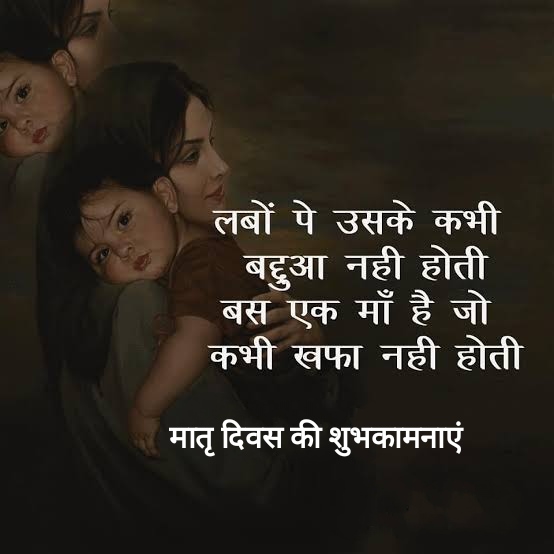 लबों पे उसके कभी
बद्दुआ नही होती
बस एक माँ है जो
कभी खफा नही होती
मातृ दिवस की शुभकामनाएं